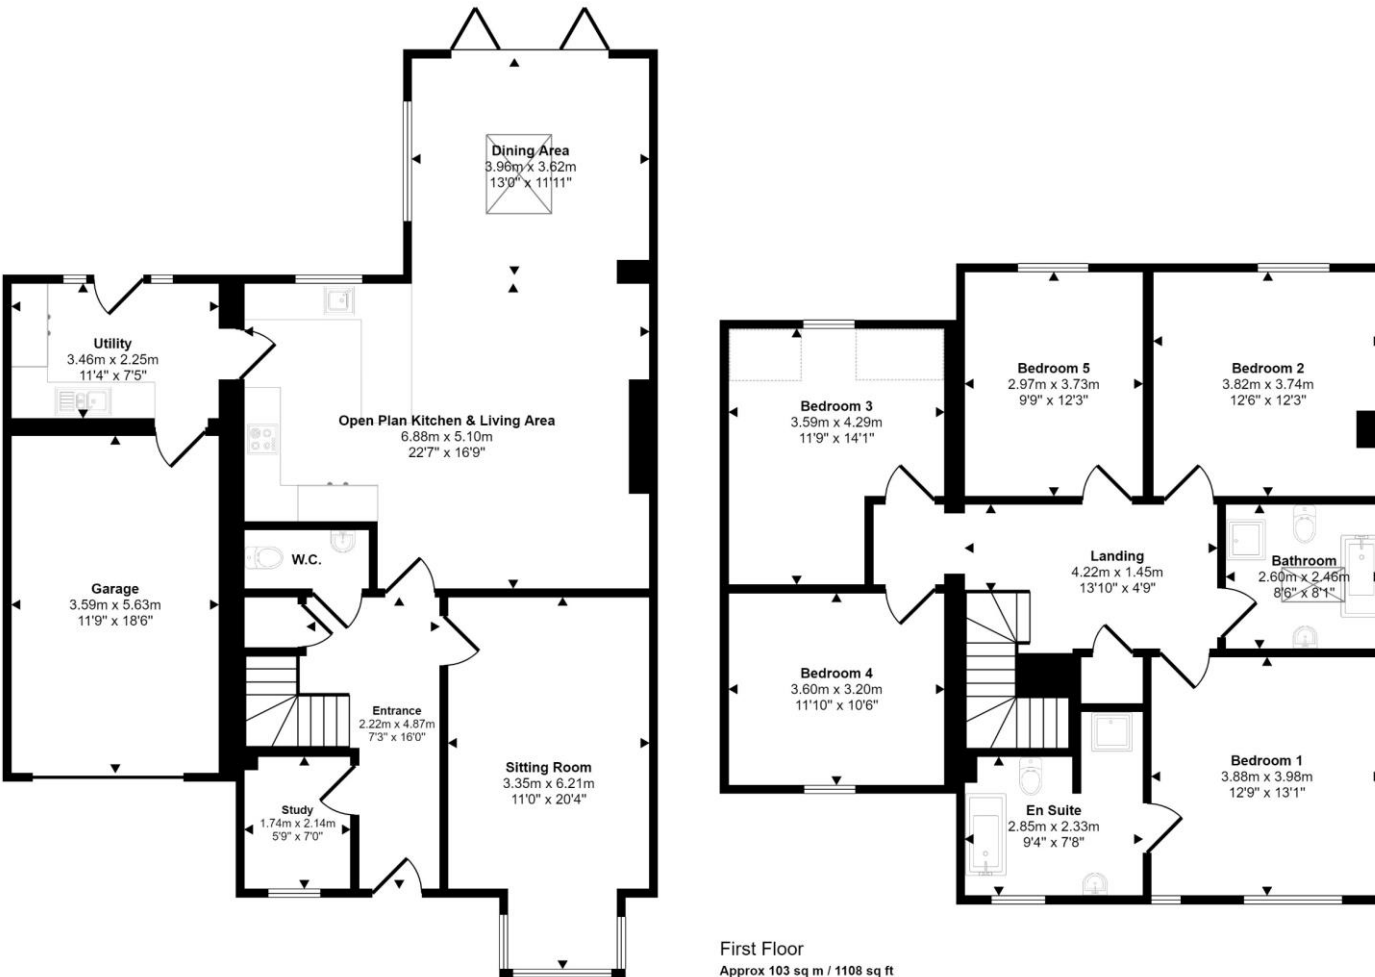 Dining Area
3.96m x 3.62m
13'0" x 11'11"
Utility
3.46m x 2.25m
11'4" x 7'5"
Open Plan Kitchen & Living Area
6.88m x 5.10m
22'7" x 16'9"
W.C.
Garage
3.59m x 5.63m
11'9" x 18'6"
Entrance
2.22m x 4.87m
7'3" x 16'0"
Sitting Room
3.35m x 6.21m
11'0" x 20'4"
Study
1.74m x 2.14m
5'9" x 7'0"
Bedroom 5
2.97m x 3.73m
9'9" x 12'3"
Bedroom 2
3.82m x 3.74m
12'6" x 12'3"
Bedroom 3
3.59m x 4.29m
11'9" x 14'1"
Landing
4.22m x 1.45m
13'10" x 4'9"
Bathroom
2.60m x 2.46m
8'6" x 8'1"
Bedroom 4
3.60m x 3.20m
11'10" x 10'6"
Bedroom 1
3.88m x 3.98m
12'9" x 13'1"
En Suite
2.85m x 2.33m
9'4" x 7'8"
First Floor
Approx 103 sq m / 1108 sq ft